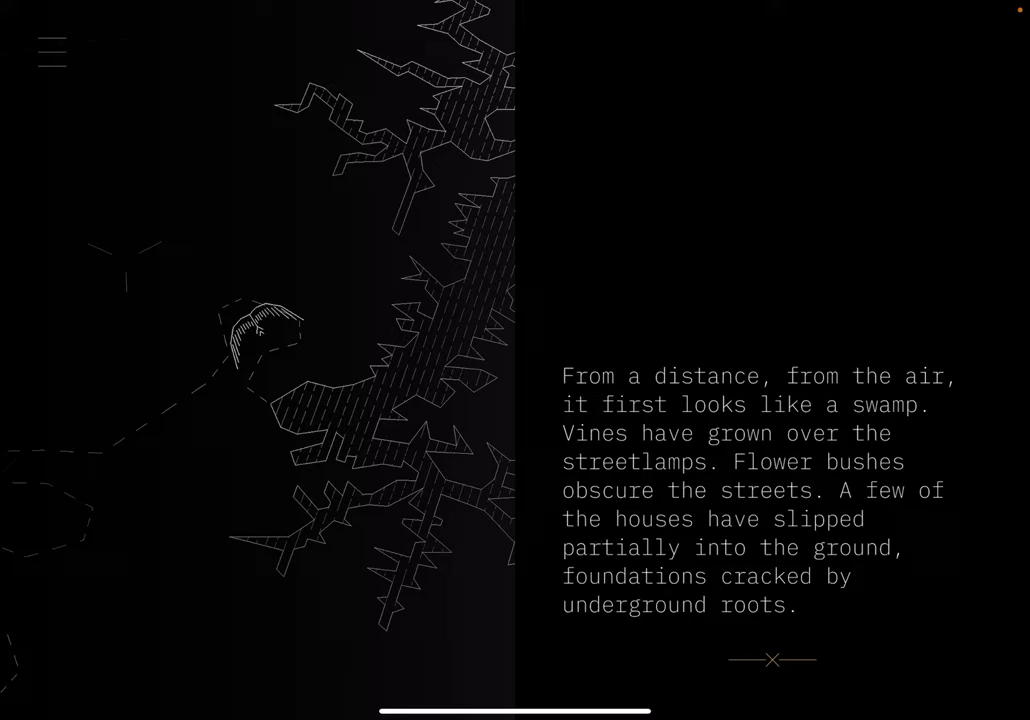 From a distance, from the air,
it first looks like a swamp.
Vines have grown over the
streetlamps. Flower bushes
obscure the streets. A few of
the houses have slipped
partially into the ground,
foundations cracked by
underground roots.